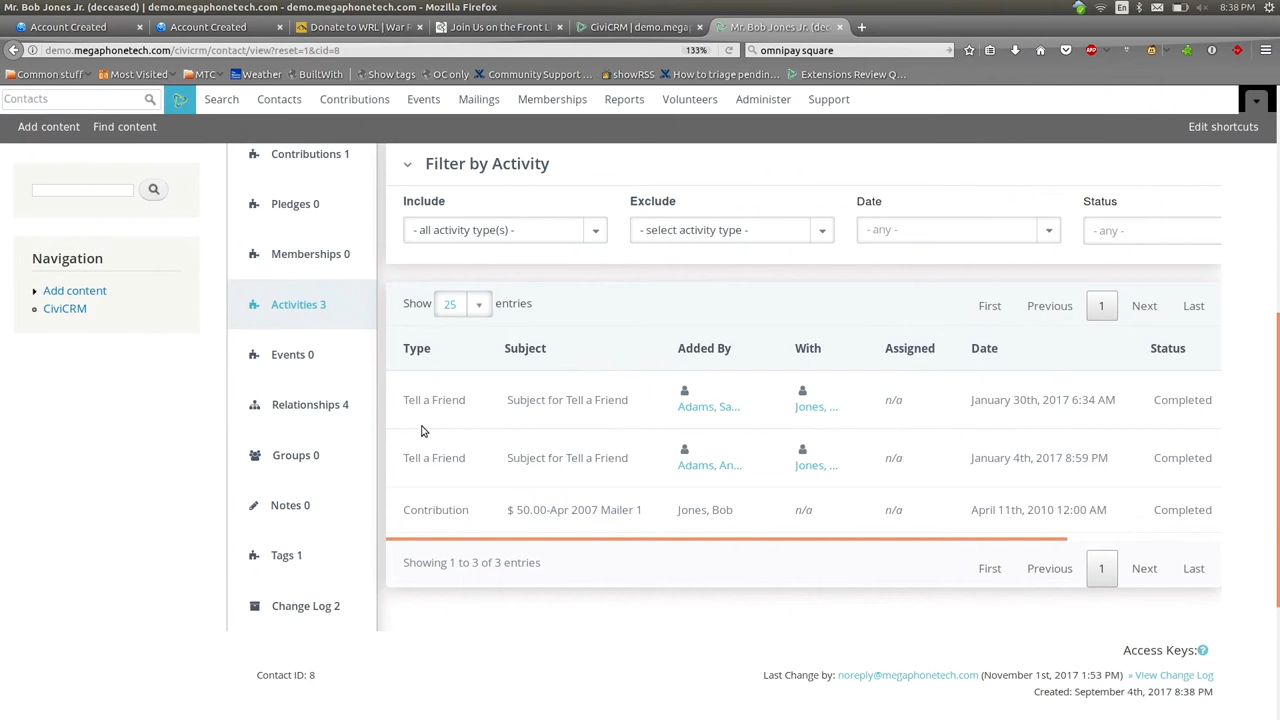 Mr. Bob Jones Jr. (deceased) | demo.megaphonetech.com - demo.megaphonetech.com - Mozilla Firefox
En 8:38 PM
Account Created
Account Created
Donate to WRL | War R
Join Us on the Front L
CiviCRM | demo.megap
Mr. Bob Jones Jr. (dec
demo.megaphonetech.com/civicrm/contact/view?reset=1&cid=8
133%
omnipay square
Common stuff
Most Visited
MTC
Weather
BuiltWith
Show tags
OC only
Community Support ...
showRSS
How to triage pendin...
Extensions Review Q...
Contacts
Search
Contacts
Contributions
Events
Mailings
Memberships
Reports
Volunteers
Administer
Support
Add content
Find content
Edit shortcuts
Navigation
Add content
CiviCRM
Contributions 1
Pledges 0
Memberships 0
Activities 3
Events 0
Relationships 4
Groups 0
Notes 0
Tags 1
Change Log 2
Filter by Activity
Include
Exclude
Date
Status
- all activity type(s) -
- select activity type -
- any -
- any -
Show 25 entries
First Previous 1 Next Last
Type Subject Added By With Assigned Date Status
Tell a Friend Subject for Tell a Friend Adams, Sa... Jones, ... n/a January 30th, 2017 6:34 AM Completed
Tell a Friend Subject for Tell a Friend Adams, An... Jones, ... n/a January 4th, 2017 8:59 PM Completed
Contribution $ 50.00-Apr 2007 Mailer 1 Jones, Bob n/a n/a April 11th, 2010 12:00 AM Completed
Showing 1 to 3 of 3 entries
First Previous 1 Next Last
Access Keys:
Contact ID: 8
Last Change by: noreply@megaphonetech.com (November 1st, 2017 1:53 PM) » View Change Log
Created: September 4th, 2017 8:38 PM